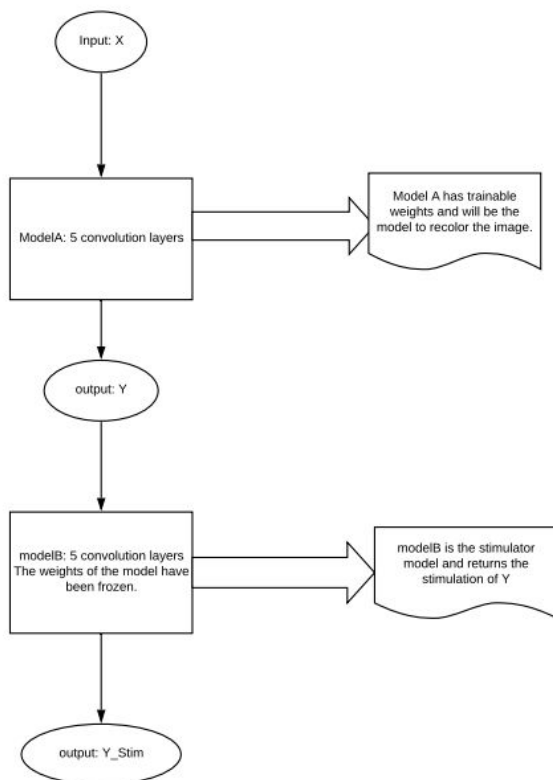 Input: X
ModelA: 5 convolution layers
Model A has trainable
weights and will be the
model to recolor the image.
output: Y
modelB: 5 convolution layers
The weights of the model have
been frozen.
modelB is the stimulator
model and returns the
stimulation of Y
output: Y_Stim